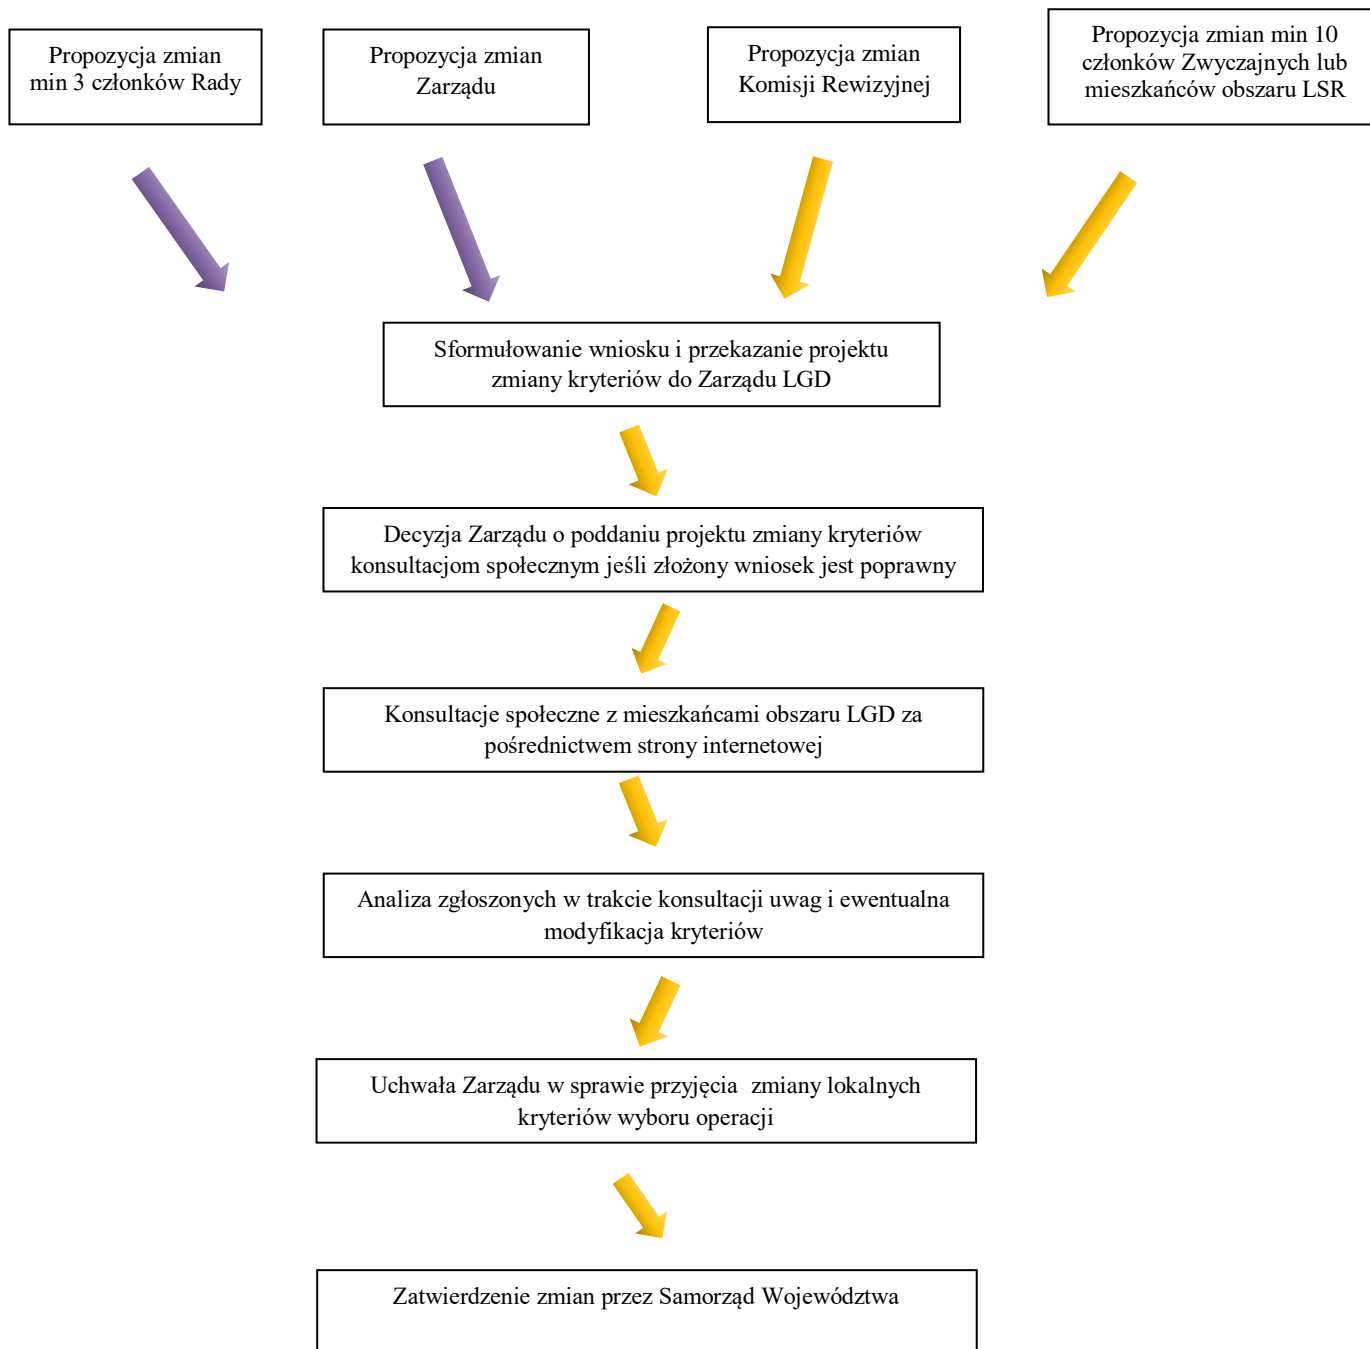 Propozycja zmian
min 3 członków Rady
Propozycja zmian
Zarządu
Propozycja zmian
Komisji Rewizyjnej
Propozycja zmian min 10
członków Zwyczajnych lub
mieszkańców obszaru LSR
Sformułowanie wniosku i przekazanie projektu
zmiany kryteriów do Zarządu LGD
Decyzja Zarządu o poddaniu projektu zmiany kryteriów
konsultacjom społecznym jeśli złożony wniosek jest poprawny
Konsultacje społeczne z mieszkańcami obszaru LGD za
pośrednictwem strony internetowej
Analiza zgłoszonych w trakcie konsultacji uwag i ewentualna
modyfikacja kryteriów
Uchwała Zarządu w sprawie przyjęcia  zmiany lokalnych
kryteriów wyboru operacji
Zatwierdzenie zmian przez Samorząd Województwa